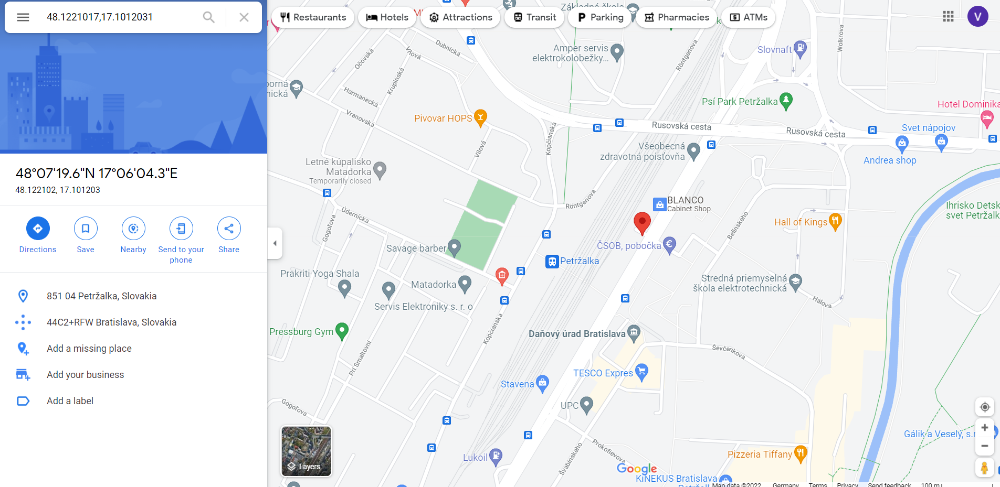 48.1221017,17.1012031
48°07'19.6"N 17°06'04.3"E
48.122102, 17.101203
Directions
Save
Nearby
Send to your
phone
Share
851 04 Petržalka, Slovakia
44C2+RFW Bratislava, Slovakia
Add a missing place
Add your business
Add a label
Restaurants
Hotels
Attractions
Transit
Parking
Pharmacies
ATMs
V
Základná škola
Dubnická
Vlová
Očovská
Krupinská
Harmanecká
Vranovská
Amper servis
elektrokolobežky...
Röntgenova
Slovnaft
Wolkrova
Psí Park Petržalka
Hotel Dominika
Pivovar HOPS
Rusovská cesta
Rusovská cesta
Svet nápojov
Andrea shop
Kopčianska
Vilová
Všeobecná
zdravotná poisťovňa
Letné kúpalisko
Matadorka
Temporarily closed
Röntgenova
BLANCO
Cabinet Shop
Ihrisko Detsk
svet Petržalk
Údernícka
Gogoľova
Belinského
Hall of Kings
Savage barber
ČSOB, pobočka
Petržalka
Prakriti Yoga Shala
Matadorka
Servis Elektroniky s. r. o
Stredná priemyselná
škola elektrotechnická
Hálova
Pressburg Gym
Kopčianska
Daňový úrad Bratislava
Ševčenkova
Pri Smaltovni
TESCO Expres
Stavena
UPC
Gogoľova
Gálik a Veselý, s.r
Lukoil
Švabinského
Prokofievova
Pizzeria Tiffany
Layers
Google
KINEKUS Bratislava
Map data ©2022
Germany
Terms
Privacy
Send feedback
100 m